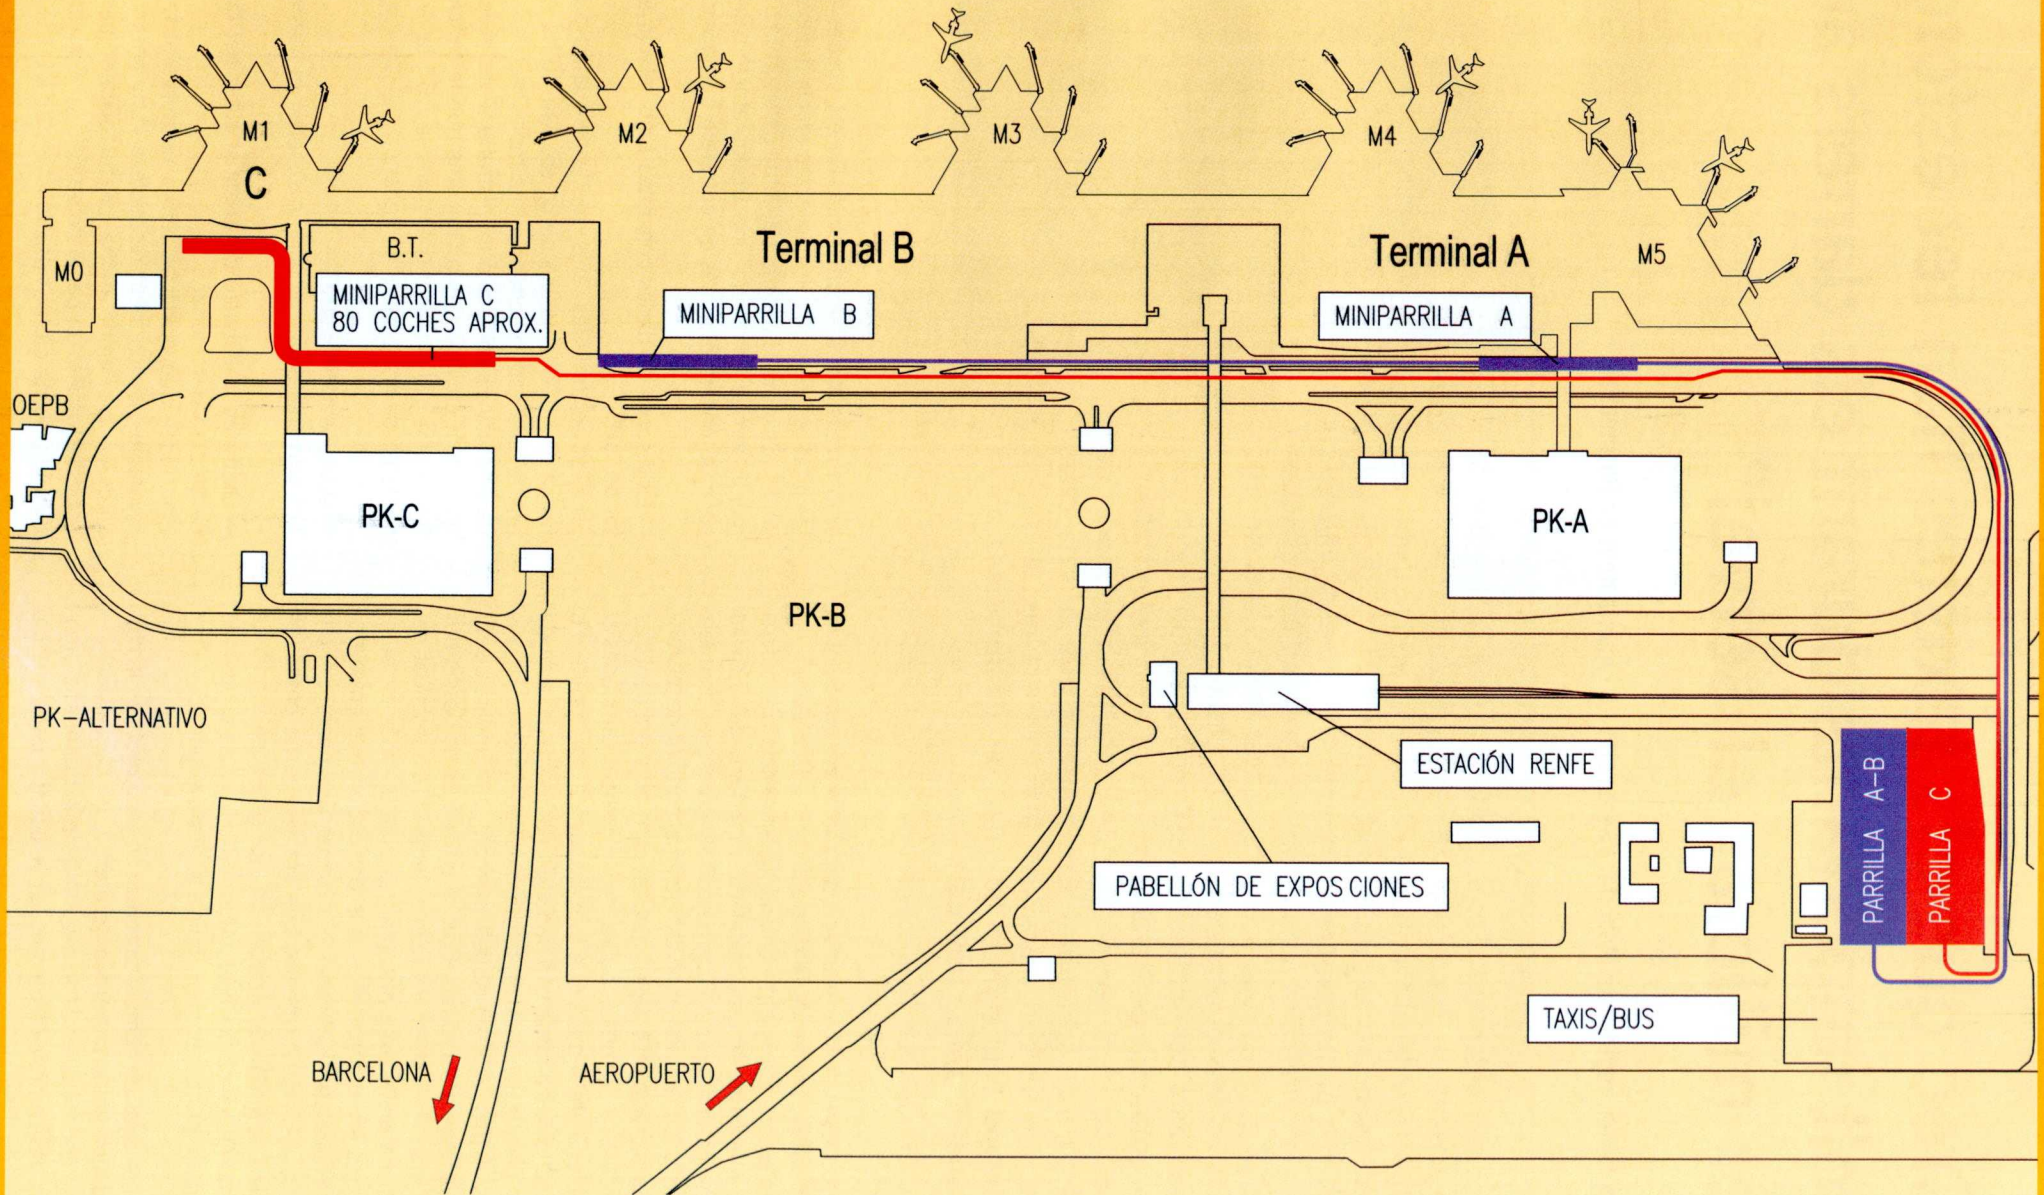 M1
M2
M3
M4
C
M0
B.T.
Terminal B
Terminal A
M5
MINIPARRILLA C
80 COCHES APROX.
MINIPARRILLA B
MINIPARRILLA A
OEPB
PK-C
PK-A
PK-B
PK-ALTERNATIVO
ESTACIÓN RENFE
PARRILLA A-B
PARRILLA C
PABELLÓN DE EXPOS CIONES
TAXIS/BUS
BARCELONA
AEROPUERTO